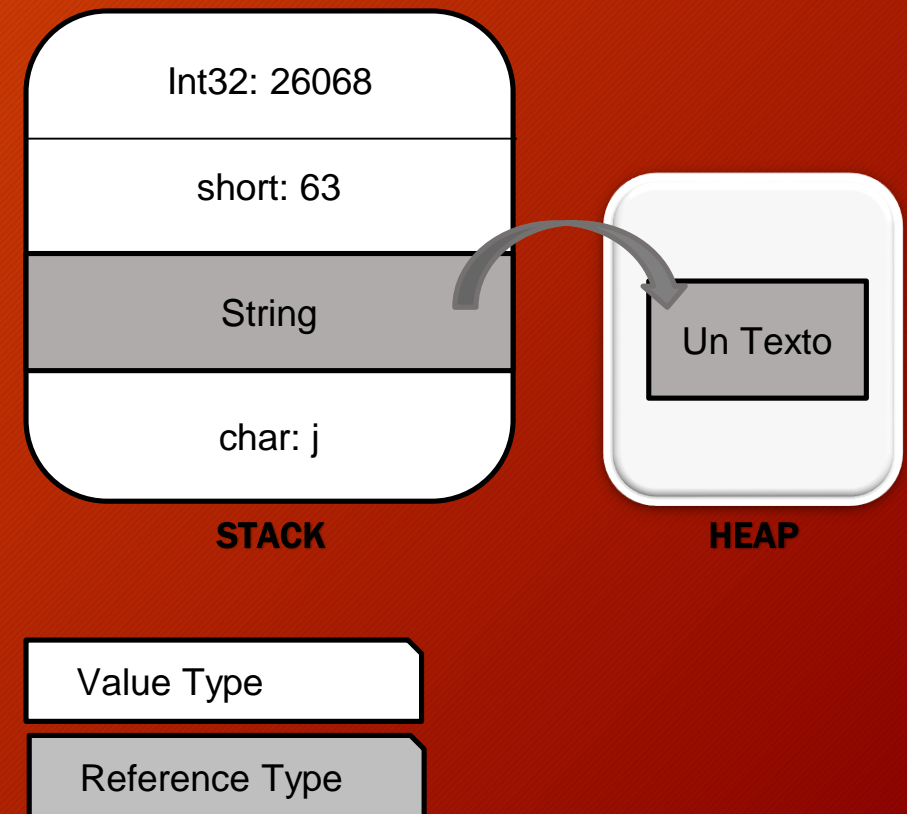 Int32: 26068
short: 63
String
char: j
STACK
Un Texto
HEAP
Value Type
Reference Type